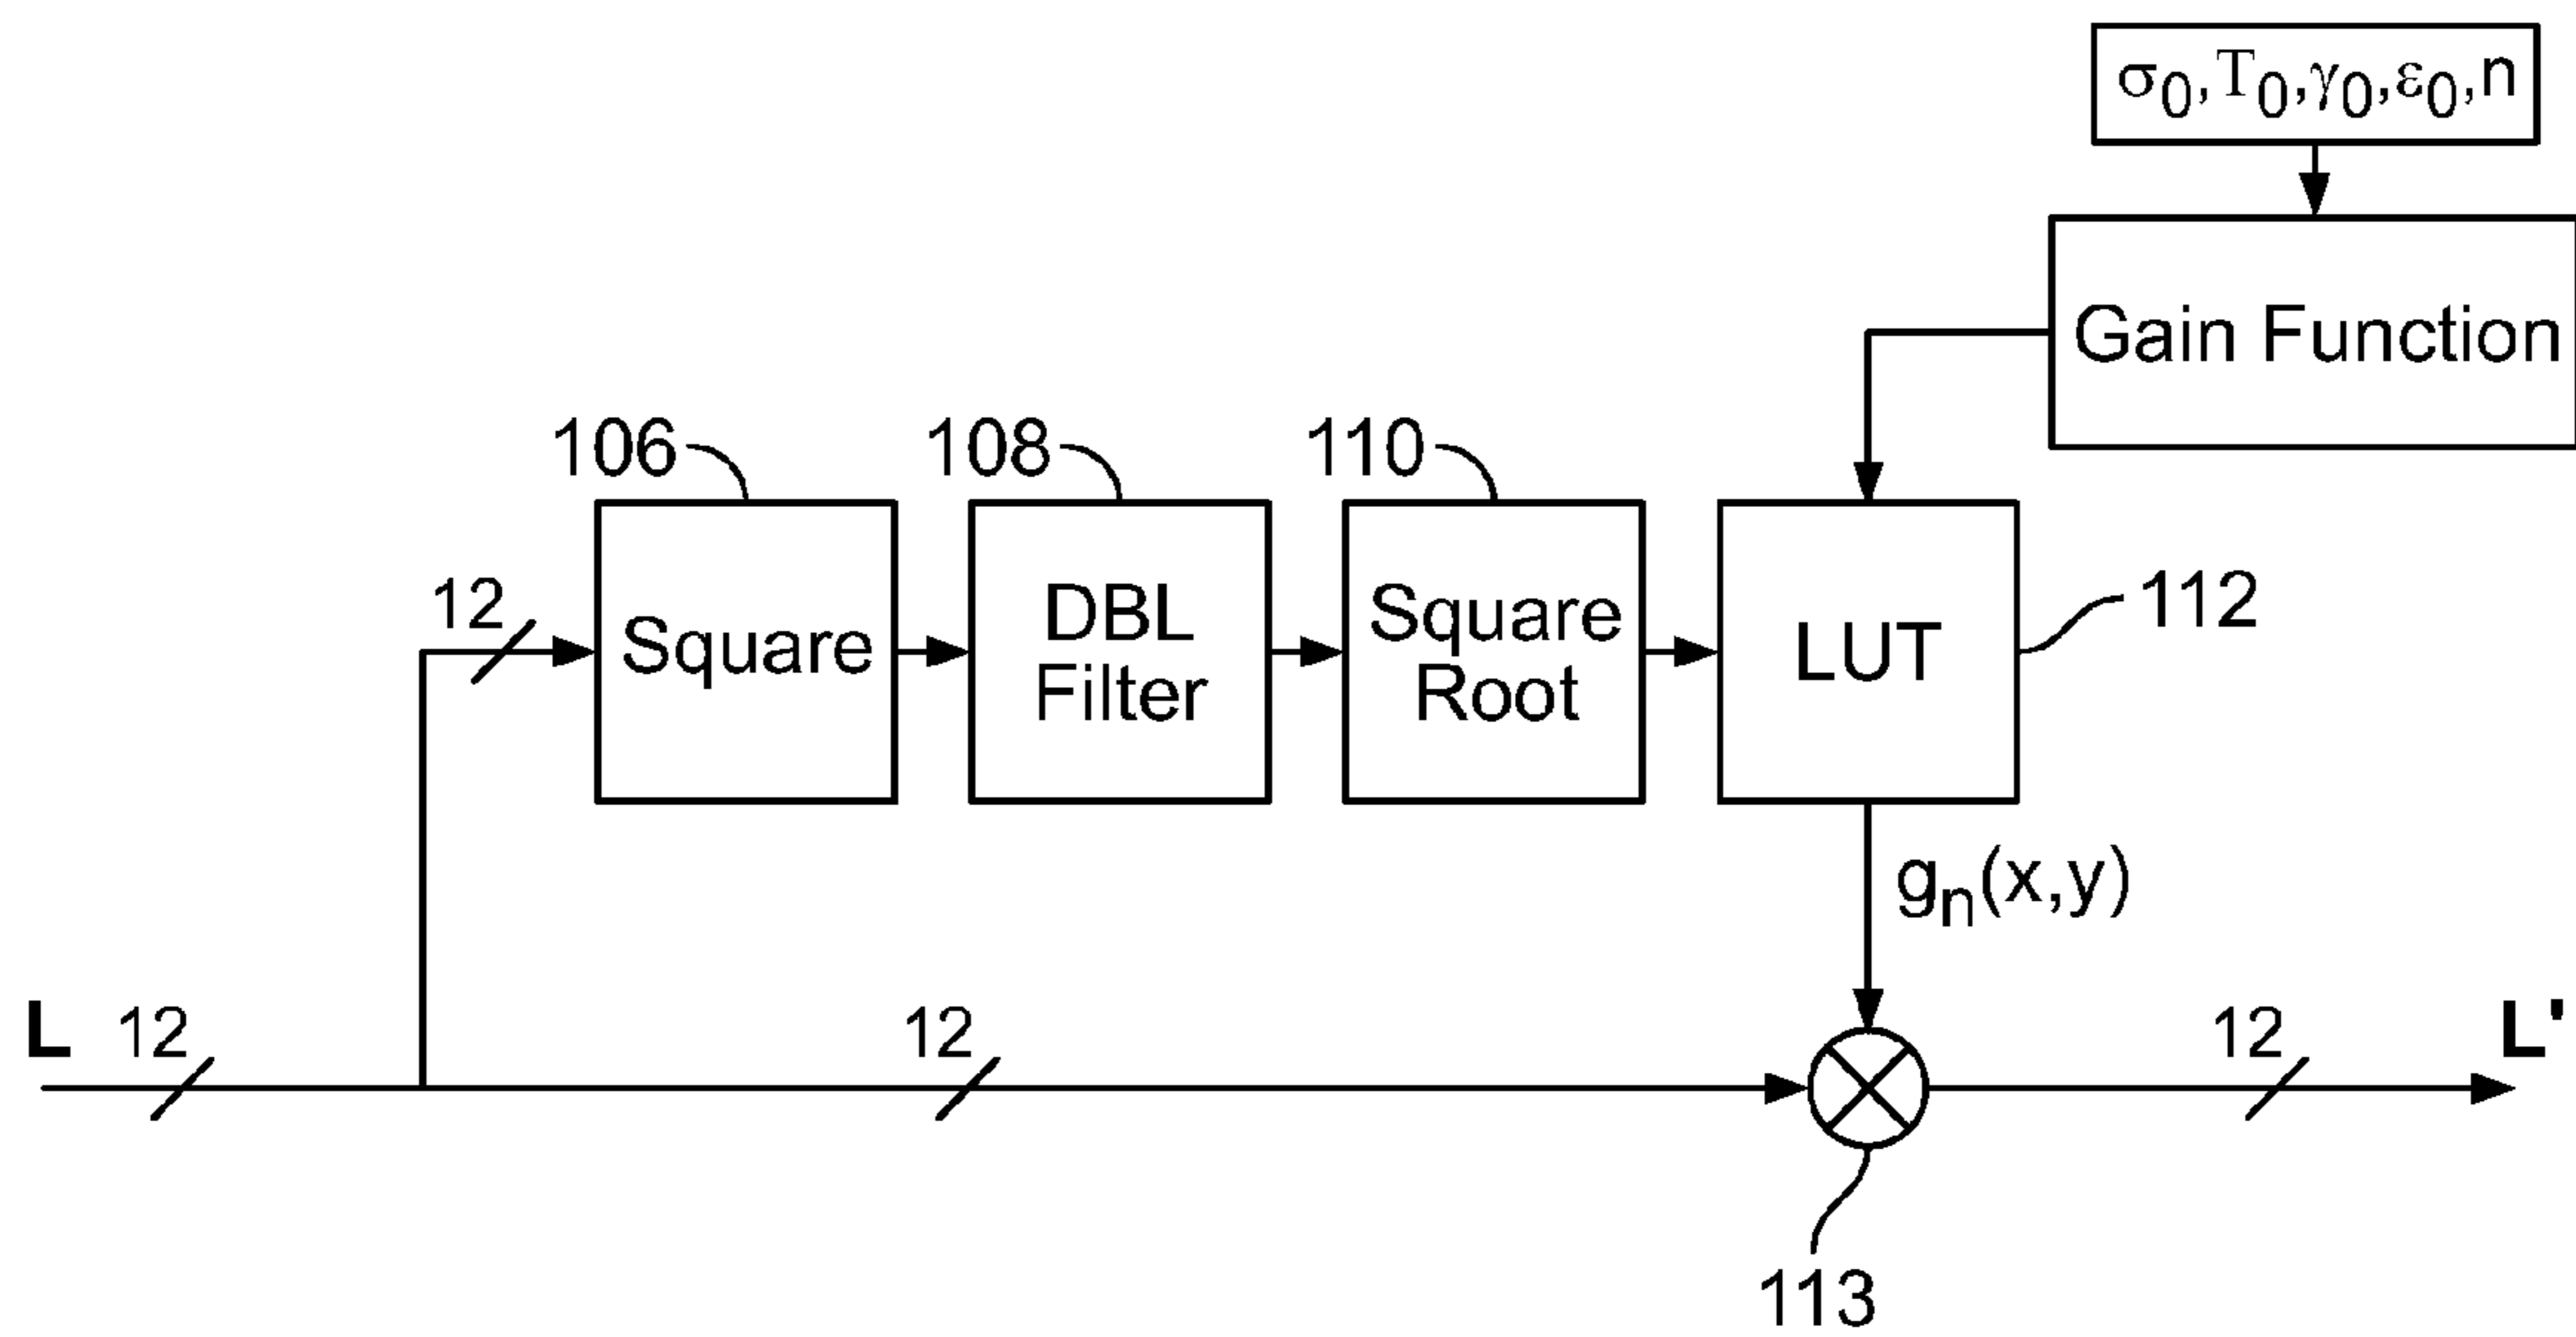 σ0,T0,γ0,ε0,n
Gain Function
106
108
110
12
Square
DBL
Filter
Square
Root
LUT
112
gn(x,y)
L
12
12
12
L'
113